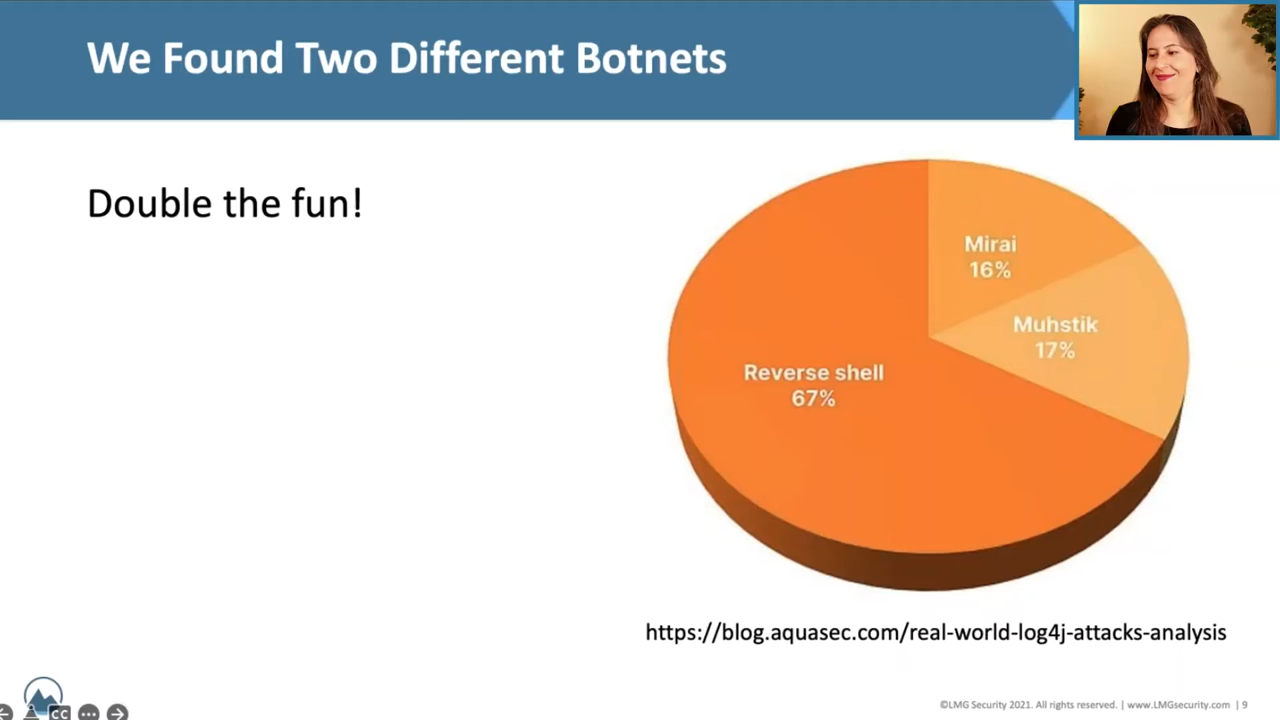 We Found Two Different Botnets
Double the fun!
Mirai
16%
Muhstik
17%
Reverse shell
67%
https://blog.aquasec.com/real-world-log4j-attacks-analysis
CC
©LMG Security 2021. All rights reserved. | www.LMGsecurity.com | 9